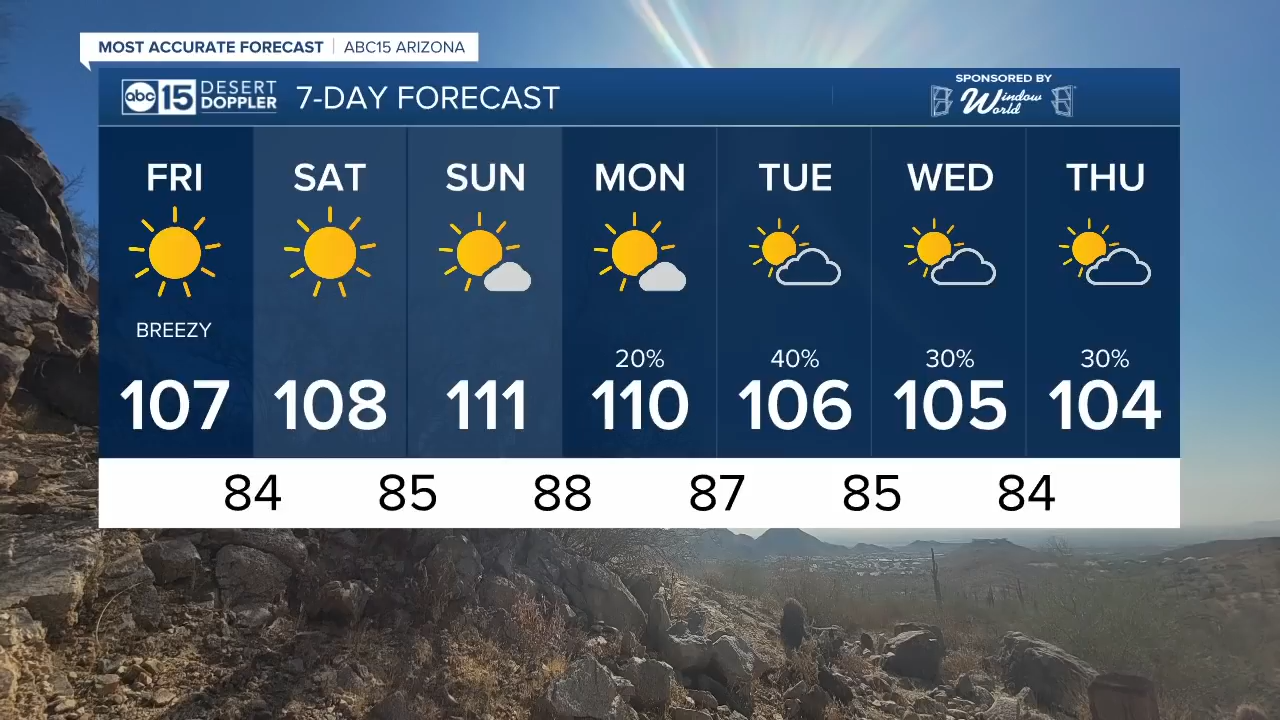 MOST ACCURATE FORECAST | ABC15 ARIZONA
abc 15 DESERT DOPPLER 7-DAY FORECAST
SPONSORED BY
Window World
FRI SAT SUN MON TUE WED THU
BREEZY
20% 40% 30% 30%
107 108 111 110 106 105 104
84 85 88 87 85 84